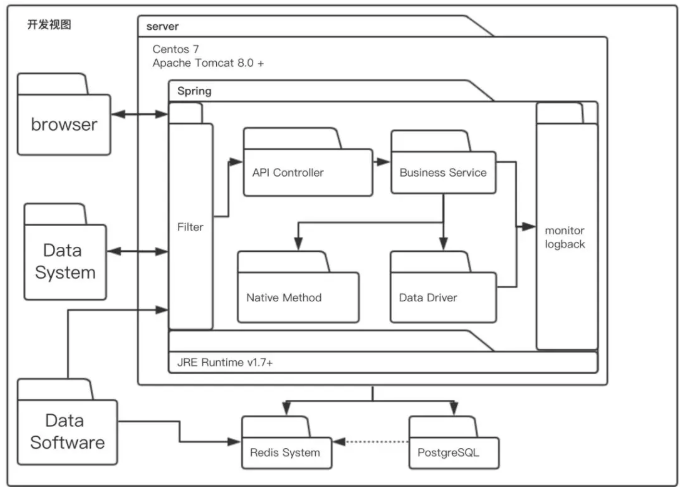 开发视图
server
Centos 7
Apache Tomcat 8.0 +
Spring
browser
API Controller
Business Service
Filter
monitor
logback
Data
System
Native Method
Data Driver
JRE Runtime v1.7+
Data
Software
Redis System
PostgreSQL